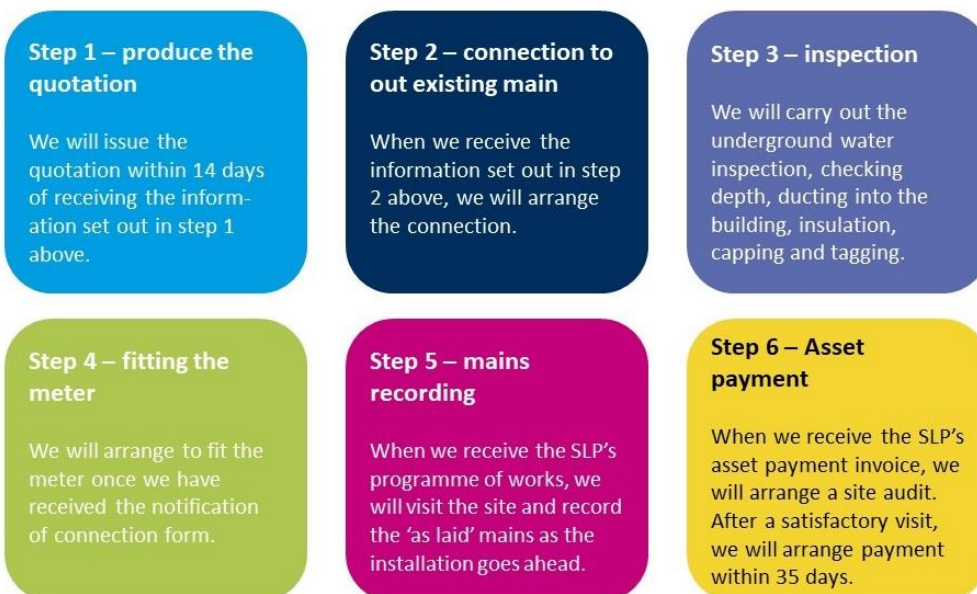 Step 1 – produce the
quotation
We will issue the
quotation within 14 days
of receiving the inform-
ation set out in step 1
above.
Step 2 – connection to
out existing main
When we receive the
information set out in step
2 above, we will arrange
the connection.
Step 3 – inspection
We will carry out the
underground water
inspection, checking
depth, ducting into the
building, insulation,
capping and tagging.
Step 4 – fitting the
meter
We will arrange to fit the
meter once we have
received the notification
of connection form.
Step 5 – mains
recording
When we receive the SLP’s
programme of works, we
will visit the site and record
the ‘as laid’ mains as the
installation goes ahead.
Step 6 – Asset
payment
When we receive the SLP’s
asset payment invoice, we
will arrange a site audit.
After a satisfactory visit,
we will arrange payment
within 35 days.